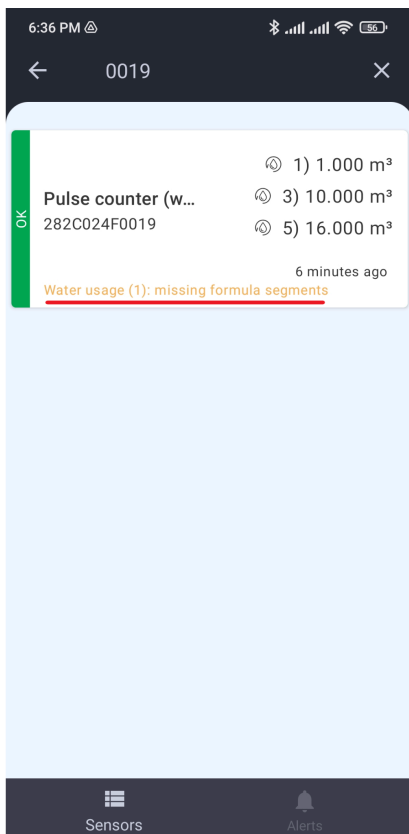 6:36 PM
56
0019
OK
1) 1.000 m³
Pulse counter (w...
3) 10.000 m³
282C024F0019
5) 16.000 m³
6 minutes ago
Water usage (1): missing formula segments
Sensors
Alerts